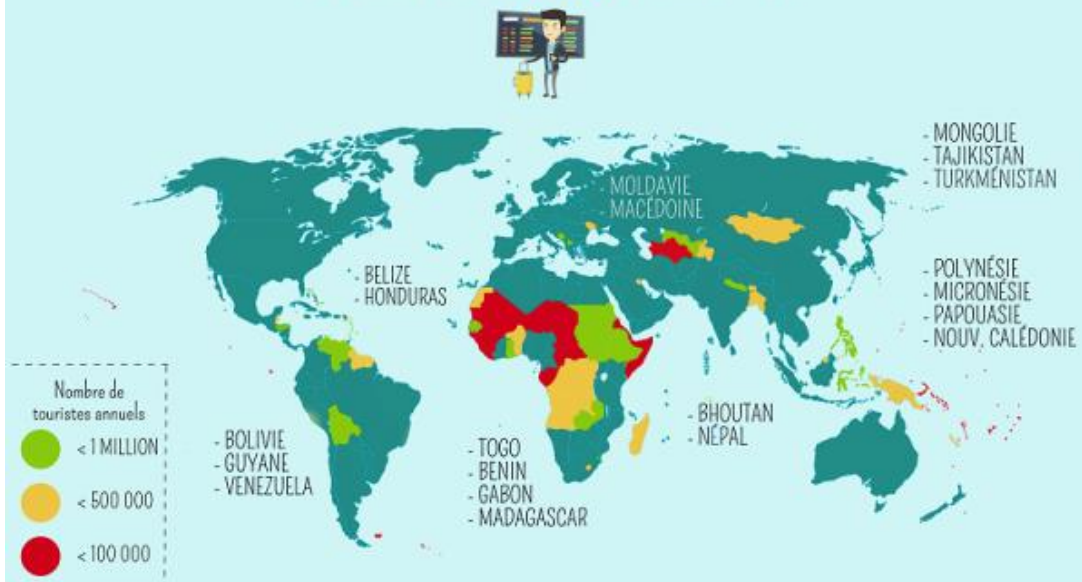 - MONGOLIE
- TAJIKISTAN
- TURKMÉNISTAN
- MOLDAVIE
- MACÉDOINE
- BELIZE
- HONDURAS
- POLYNÉSIE
- MICRONÉSIE
- PAPOUASIE
- NOUV. CALÉDONIE
Nombre de
touristes annuels
< 1 MILLION
< 500 000
< 100 000
- BOLIVIE
- GUYANE
- VENEZUELA
- TOGO
- BENIN
- GABON
- MADAGASCAR
- BHOUTAN
- NÉPAL